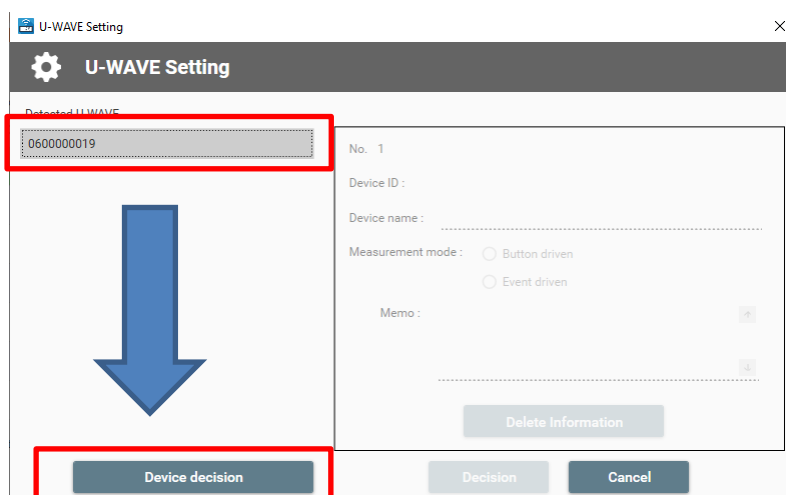 U-WAVE Setting
U-WAVE Setting
Detected U-WAVE
0600000019
No. 1
Device ID :
Device name :
Measurement mode :
Button driven
Event driven
Memo :
Delete Information
Device decision
Decision
Cancel